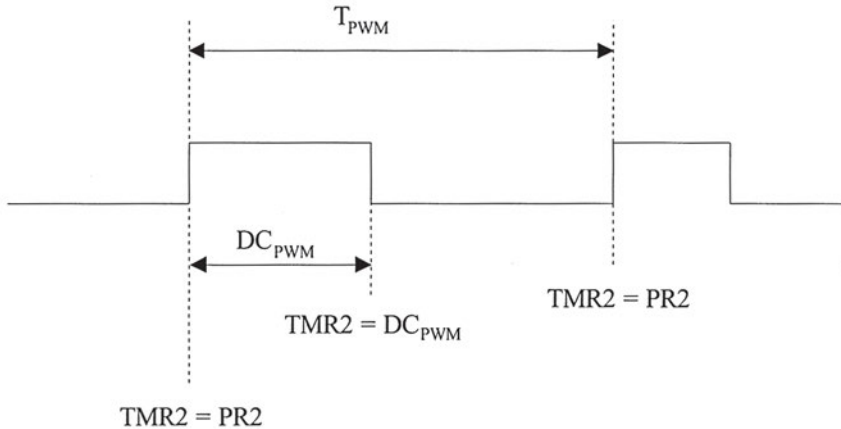 T_PWM
DC_PWM
TMR2 = PR2
TMR2 = DC_PWM
TMR2 = PR2